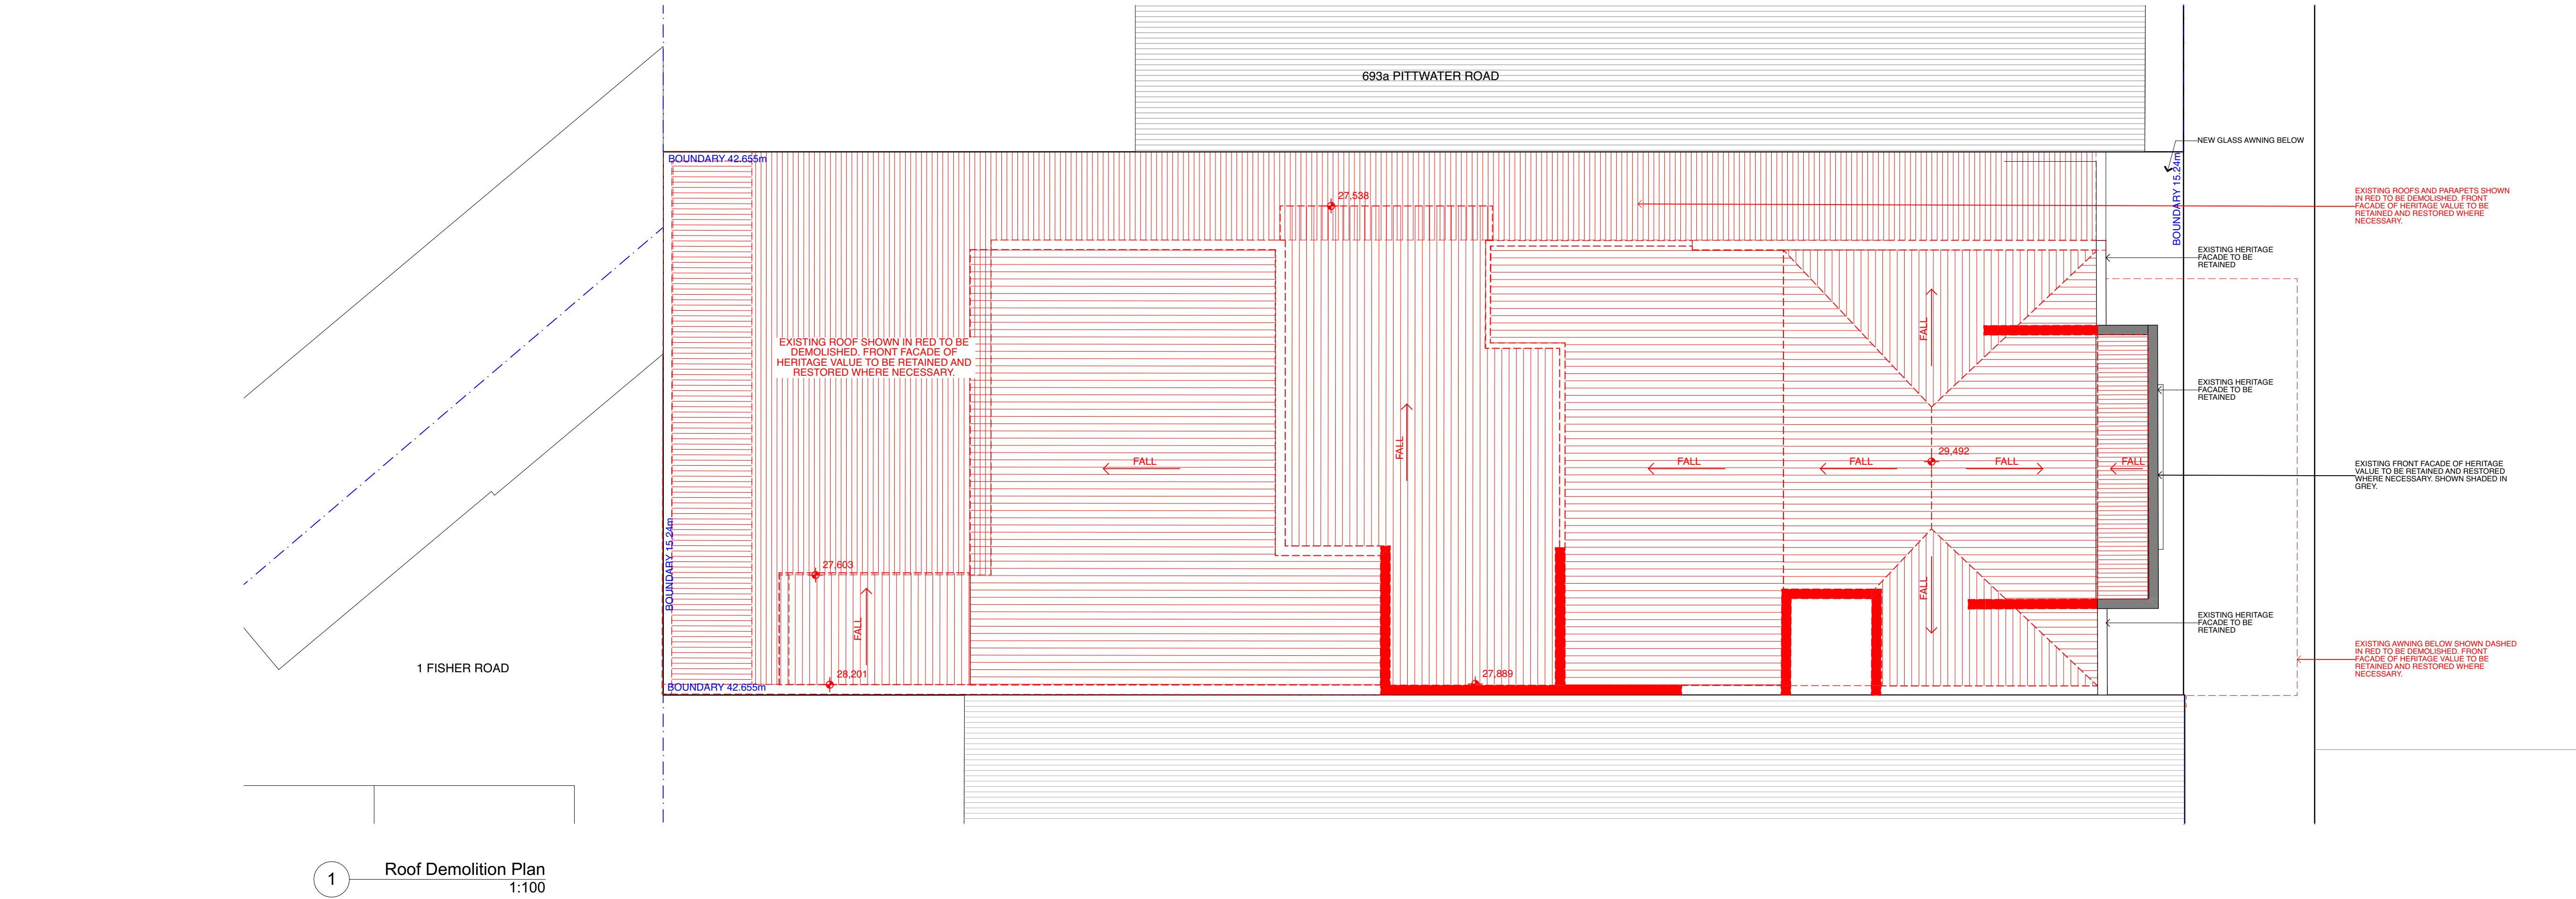 693a PITTWATER ROAD
NEW GLASS AWNING BELOW
BOUNDARY 42.655m
BOUNDARY 15.24m
27,538
EXISTING ROOFS AND PARAPETS SHOWN
IN RED TO BE DEMOLISHED. FRONT
FACADE OF HERITAGE VALUE TO BE
RETAINED AND RESTORED WHERE
NECESSARY.
EXISTING HERITAGE
FACADE TO BE
RETAINED
EXISTING ROOF SHOWN IN RED TO BE
DEMOLISHED. FRONT FACADE OF
HERITAGE VALUE TO BE RETAINED AND
RESTORED WHERE NECESSARY.
FALL
EXISTING HERITAGE
FACADE TO BE
RETAINED
FALL
FALL
FALL
FALL
29,492
FALL
FALL
EXISTING FRONT FACADE OF HERITAGE
VALUE TO BE RETAINED AND RESTORED
WHERE NECESSARY. SHOWN SHADED IN
GREY.
BOUNDARY 15.24m
27,603
FALL
FALL
EXISTING HERITAGE
FACADE TO BE
RETAINED
1 FISHER ROAD
28,201
27,889
EXISTING AWNING BELOW SHOWN DASHED
IN RED TO BE DEMOLISHED. FRONT
FACADE OF HERITAGE VALUE TO BE
RETAINED AND RESTORED WHERE
NECESSARY.
BOUNDARY 42.655m
1
Roof Demolition Plan
1:100